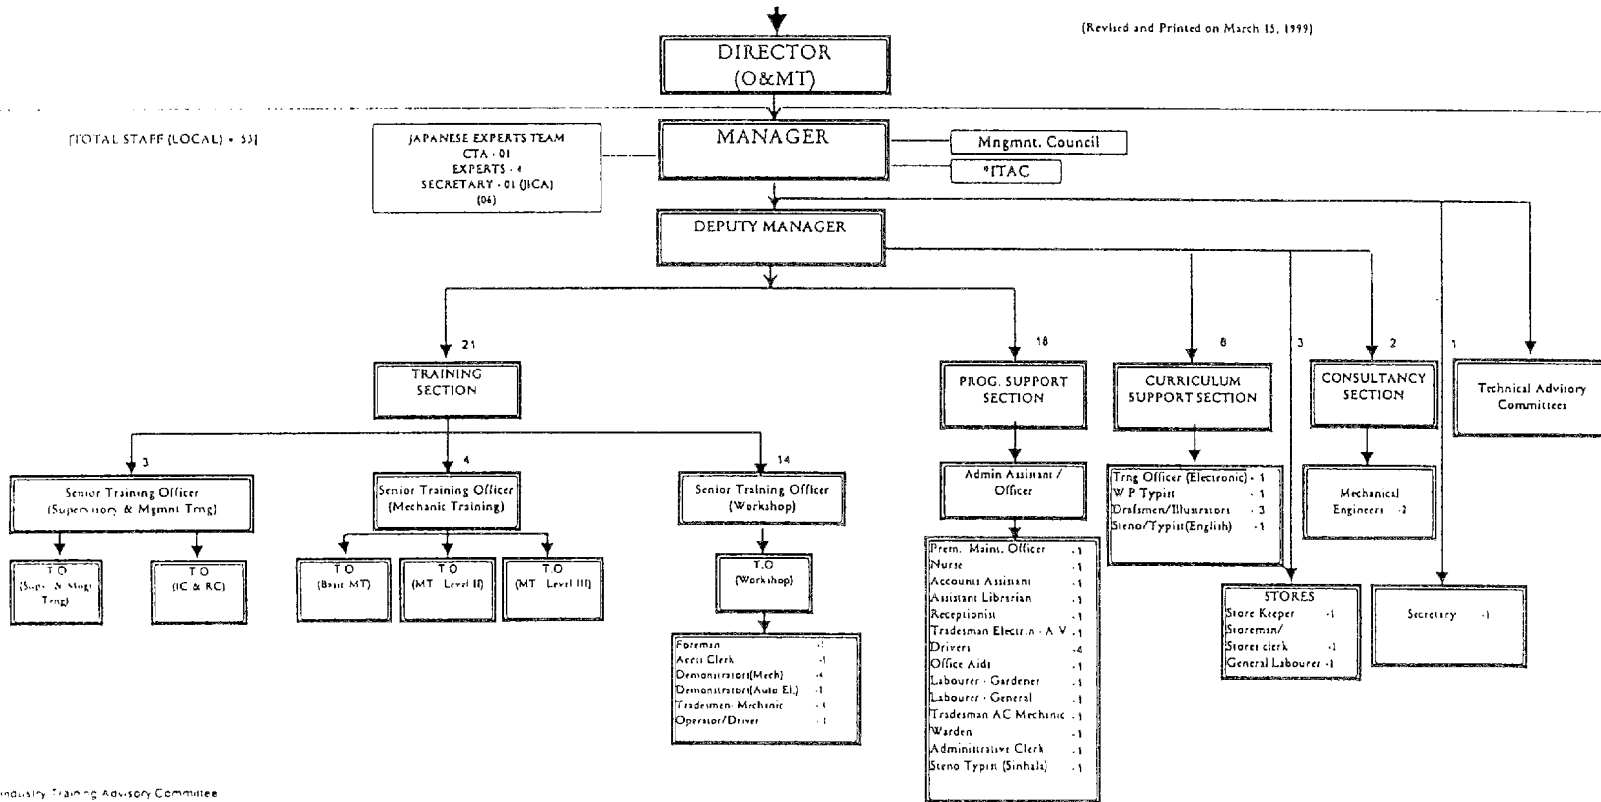 (Revised and Printed on March 15, 1999)
DIRECTOR
(O&MT)
[TOTAL STAFF (LOCAL) = 53]
JAPANESE EXPERTS TEAM
CTA - 01
EXPERTS - 4
SECRETARY - 01 (JICA)
(06)
MANAGER
Mngmnt. Council
*ITAC
DEPUTY MANAGER
21
TRAINING
SECTION
18
PROG. SUPPORT
SECTION
6
CURRICULUM
SUPPORT SECTION
3
2
CONSULTANCY
SECTION
1
Technical Advisory
Committees
3
Senior Training Officer
(Supervisory & Mgmnt Trng)
4
Senior Training Officer
(Mechanic Training)
14
Senior Training Officer
(Workshop)
Admin Assistant /
Officer
Trng Officer (Electronic) - 1
W P Typist - 1
Drafsmen/Illustrators - 3
Steno/Typist(English) - 1
Mechanical
Engineers -2
T O
(Supv. & Mngt
Trng)
T O
(IC & RC)
T O
(Basic MT)
T O
(MT Level II)
T.O
(MT Level III)
T.O
(Workshop)
Foreman -1
Accts Clerk -1
Demonstrators(Mech) -4
Demonstrators(Auto El.) -1
Tradesmen- Mechanic
Operator/Driver
Prem. Maint. Officer -1
Nurse -1
Accounts Assistant -1
Assistant Librarian -1
Receptionist -1
Tradesman Electr.n - A V -1
Drivers -4
Office Aids -1
Labourer - Gardener -1
Labourer - General -1
Tradesman AC Mechanic -1
Warden -1
Administrative Clerk -1
Steno Typist (Sinhala) -1
STORES
Store Keeper -1
Storeman/
Stores clerk -1
General Labourer -1
Secretary -1
Industry Training Advisory Committee